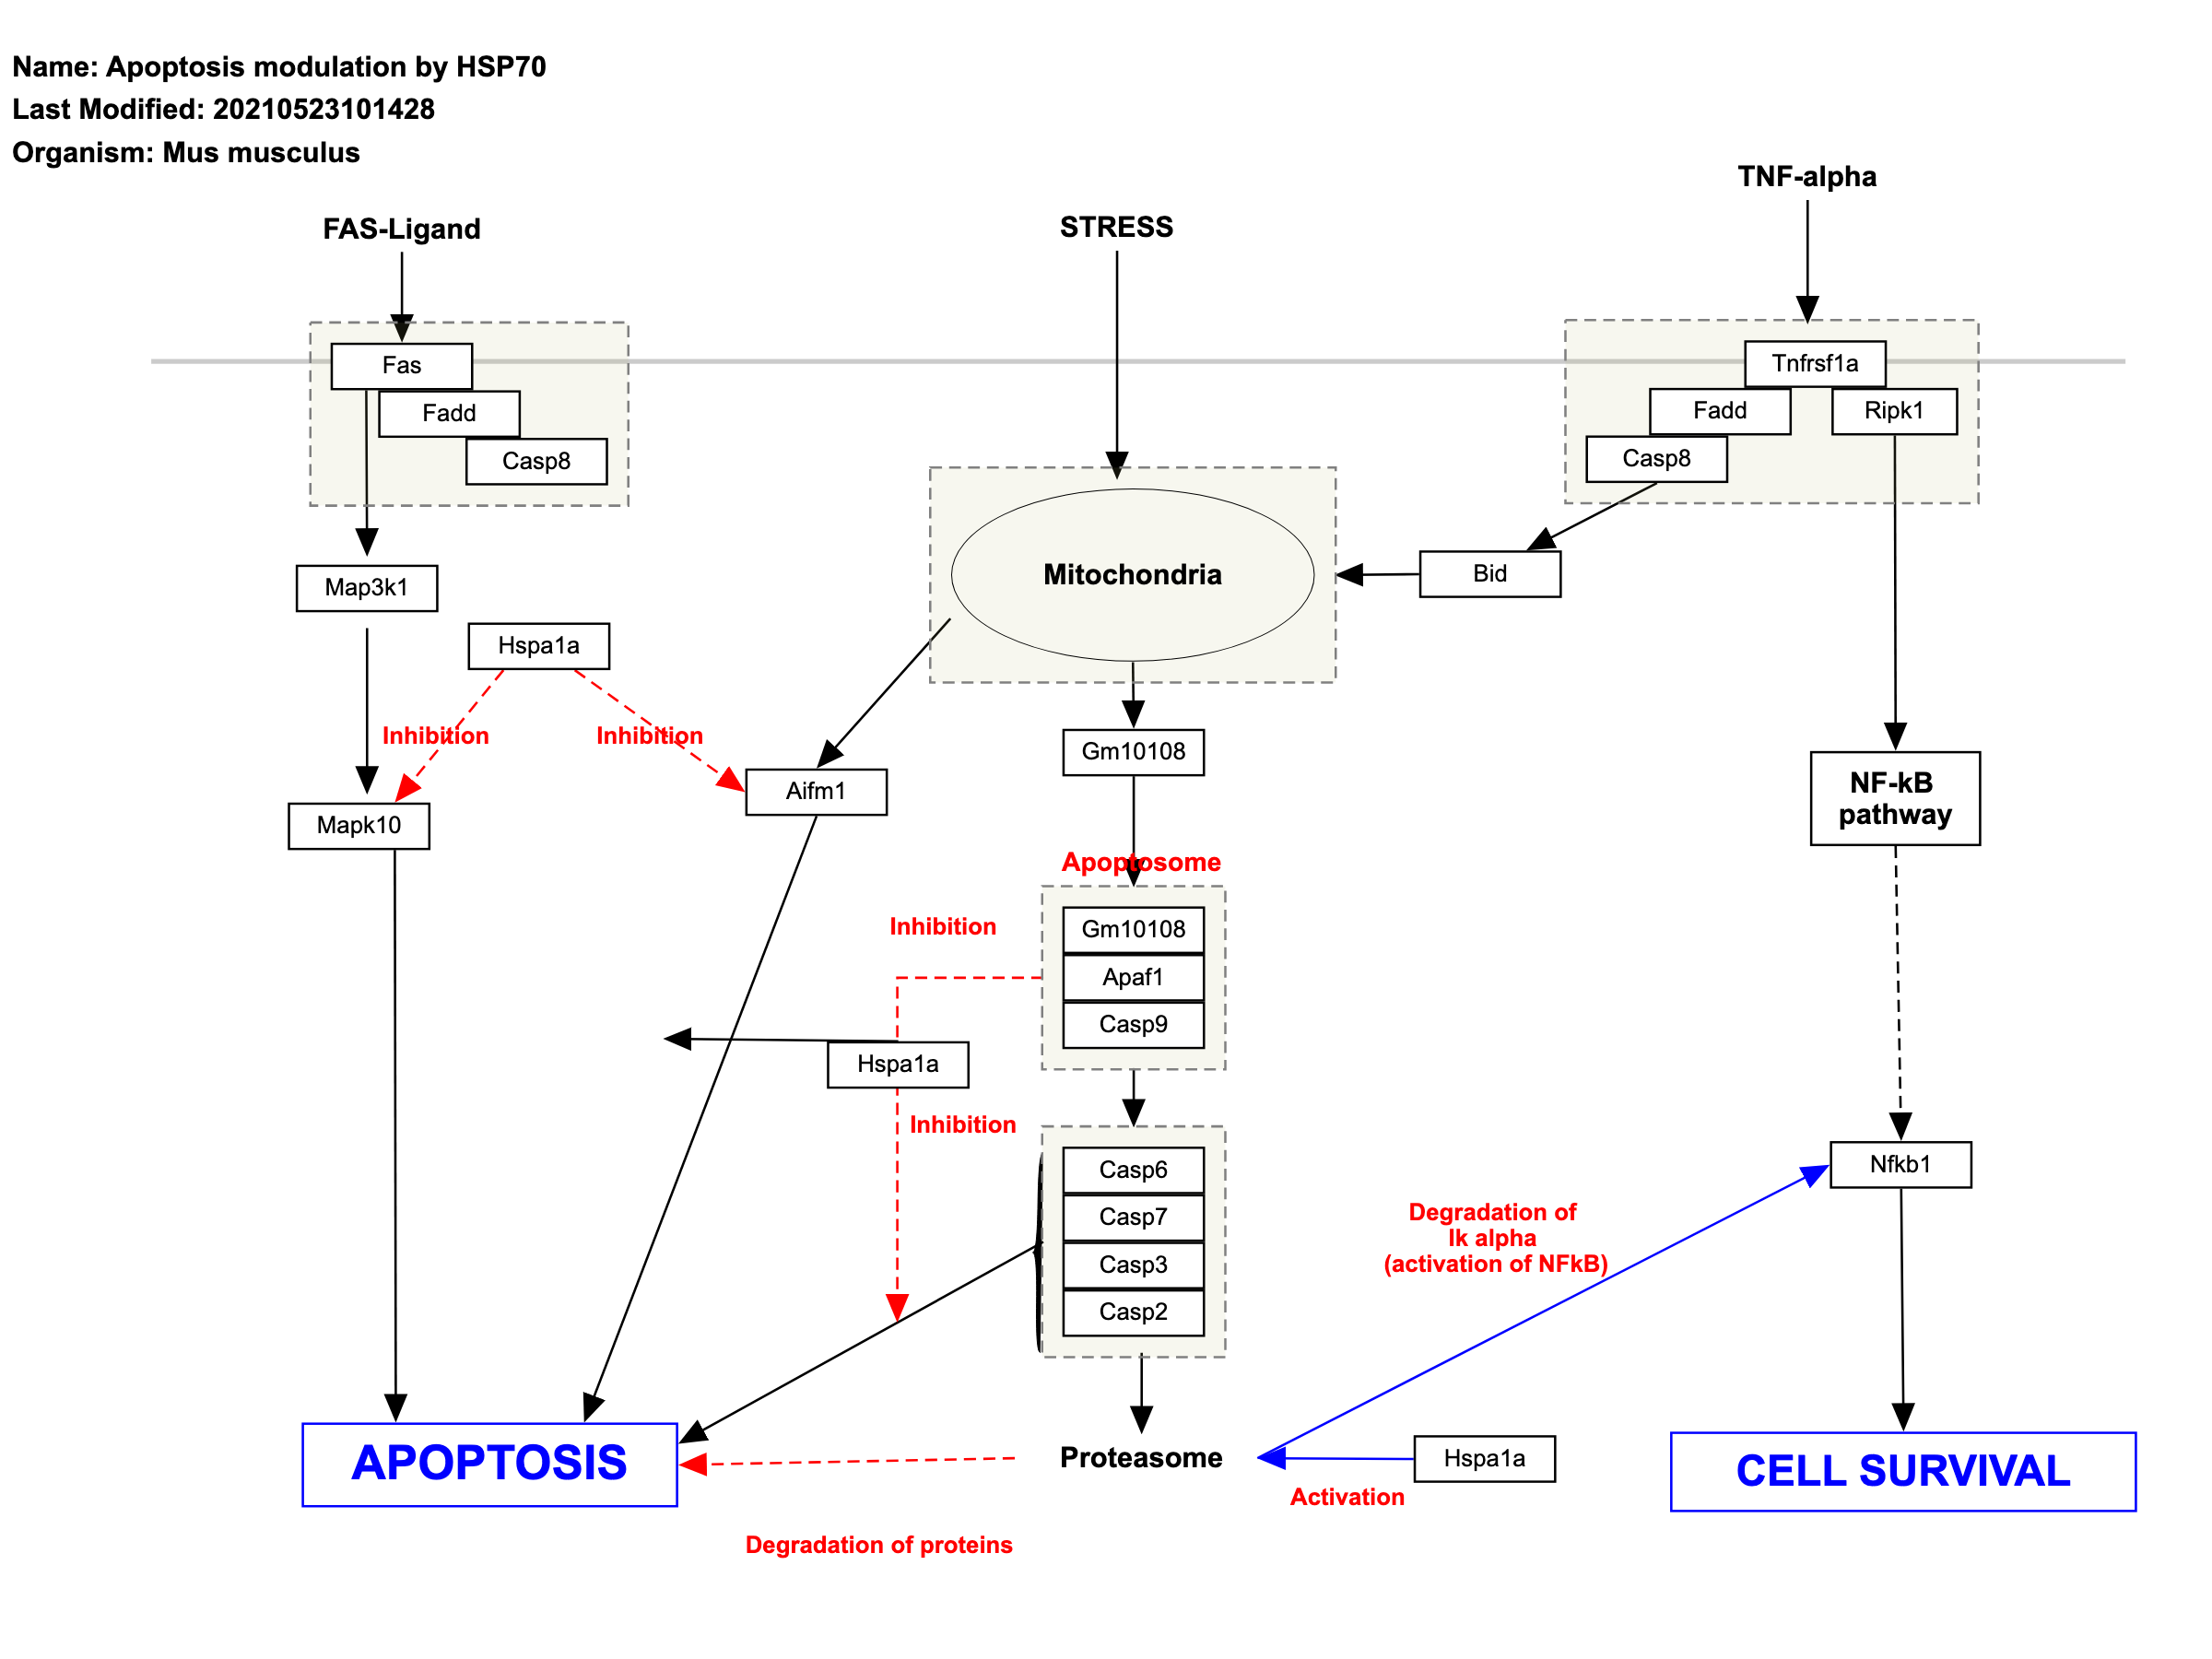 Name: Apoptosis modulation by HSP70
Last Modified: 20210523101428
Organism: Mus musculus
TNF-alpha
FAS-Ligand
STRESS
Fas
Fadd
Casp8
Tnfrsf1a
Fadd
Ripk1
Casp8
Mitochondria
Bid
Map3k1
Hspa1a
Inhibition
Inhibition
Gm10108
Aifm1
Mapk10
NF-kB
pathway
Apoptosome
Inhibition
Gm10108
Apaf1
Casp9
Hspa1a
Inhibition
Casp6
Casp7
Casp3
Casp2
Nfkb1
Degradation of
Ik alpha
(activation of NFkB)
APOPTOSIS
Proteasome
Hspa1a
CELL SURVIVAL
Activation
Degradation of proteins